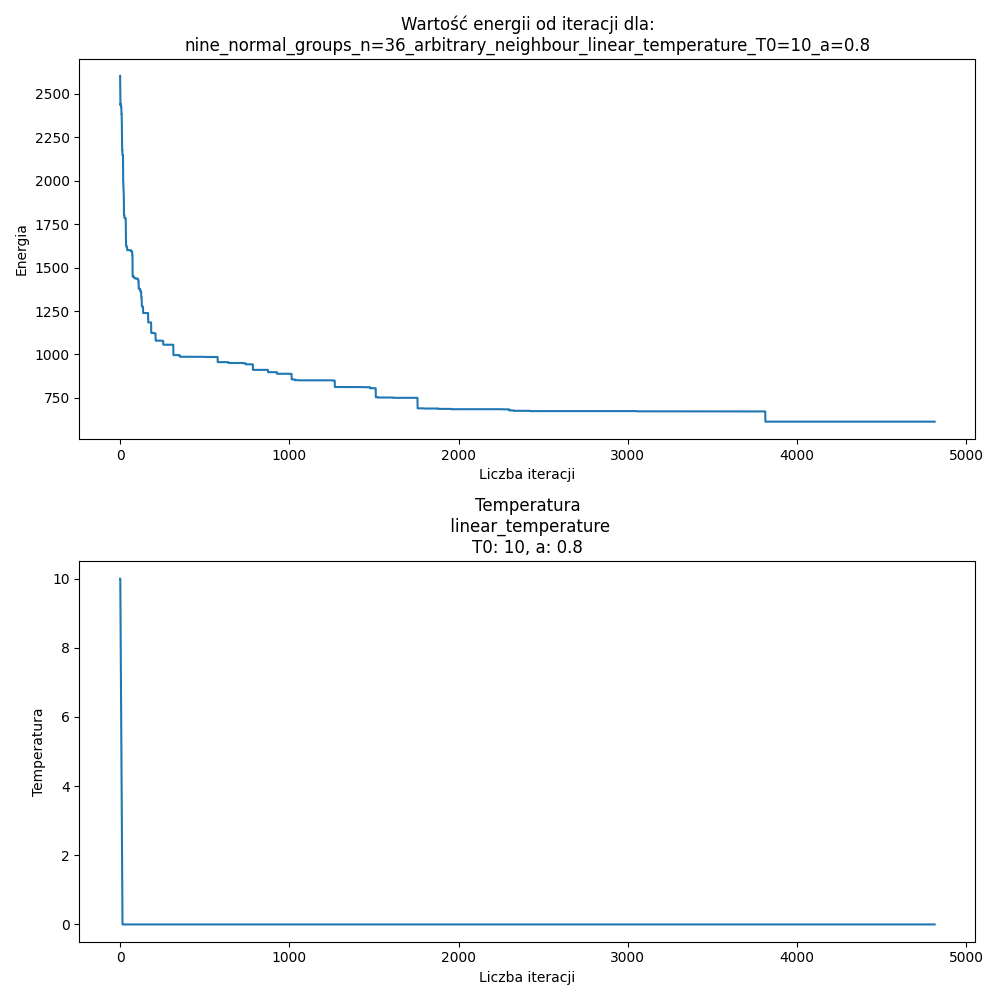 Wartość energii od iteracji dla:
nine_normal_groups_n=36_arbitrary_neighbour_linear_temperature_T0=10_a=0.8
2500
2250
2000
1750
1500
1250
1000
750
Energia
0 1000 2000 3000 4000 5000
Liczba iteracji
Temperatura
linear_temperature
T0: 10, a: 0.8
10
8
6
4
2
0
Temperatura
0 1000 2000 3000 4000 5000
Liczba iteracji